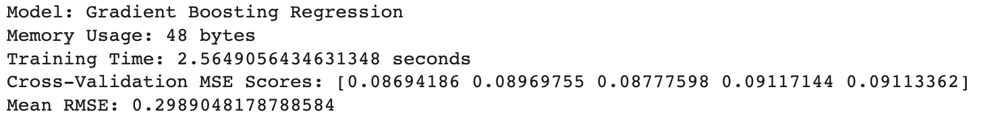 Model: Gradient Boosting Regression
Memory Usage: 48 bytes
Training Time: 2.5649056434631348 seconds
Cross-Validation MSE Scores: [0.08694186 0.08969755 0.08777598 0.09117144 0.09113362]
Mean RMSE: 0.2989048178788584